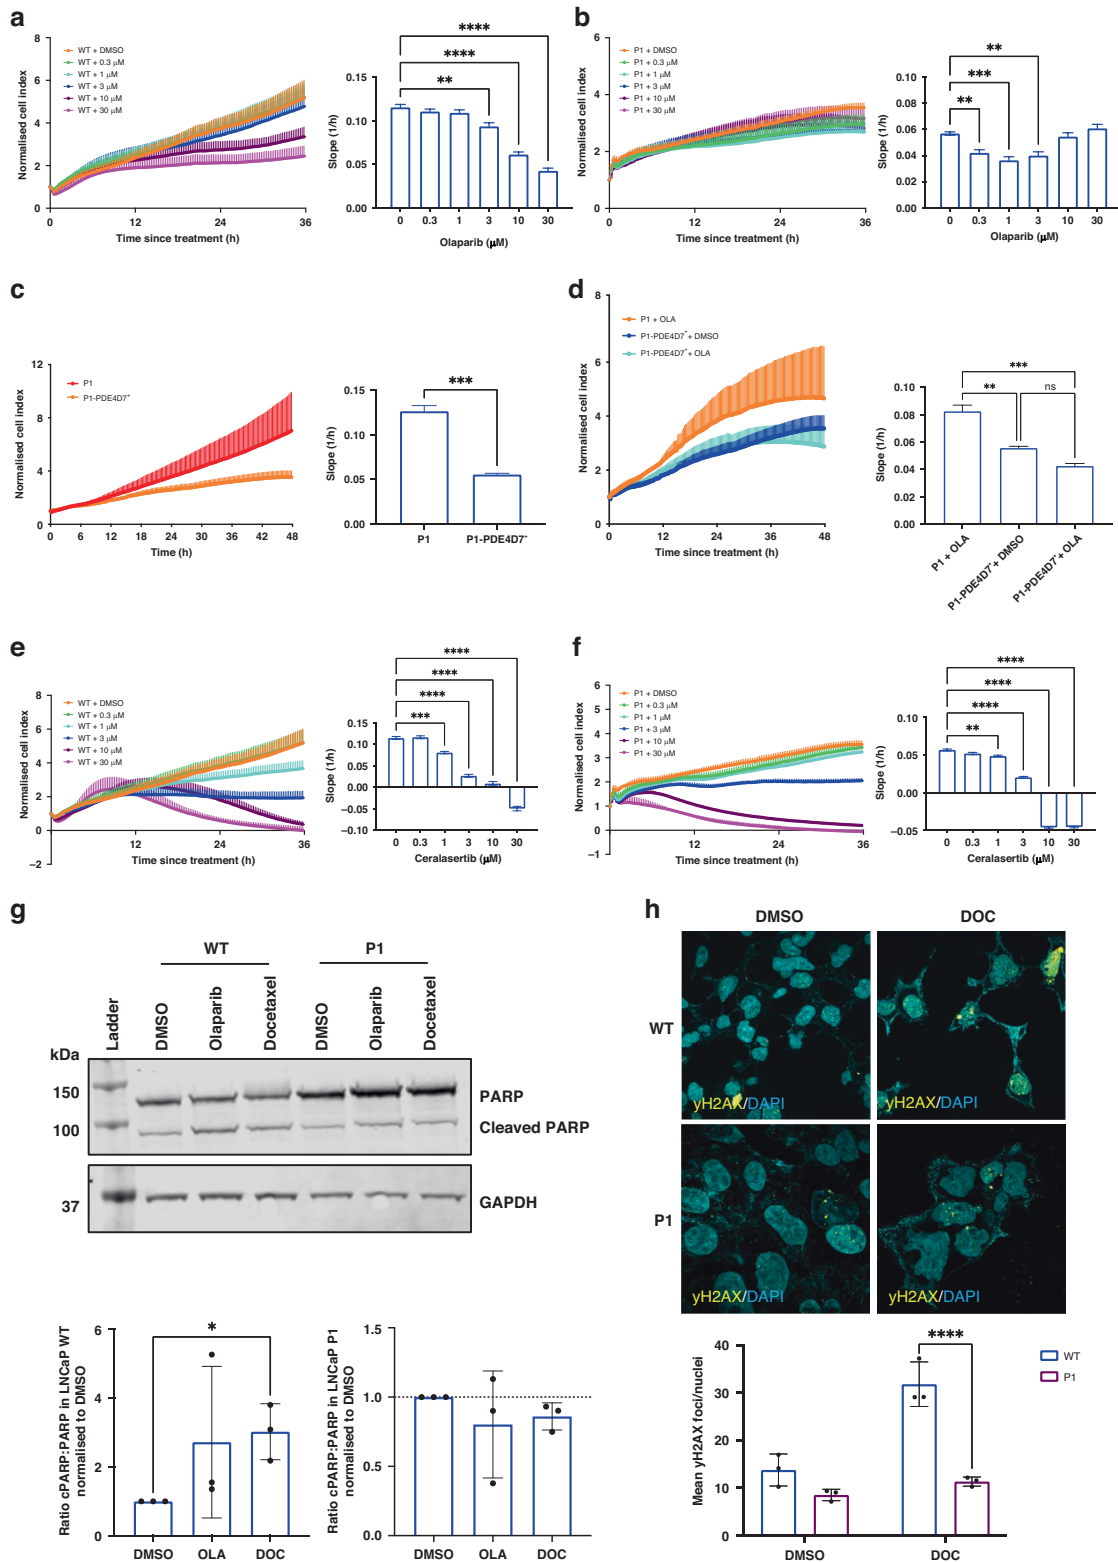 a
8
6
4
2
0
Normalised cell index
WT + DMSO
WT + 0.3 μM
WT + 1 μM
WT + 3 μM
WT + 10 μM
WT + 30 μM
0 12 24 36
Time since treatment (h)
**** 
****
**
0.15
0.10
0.05
0.00
Slope (1/h)
0 0.3 1 3 10 30
Olaparib (μM)
b
6
4
2
0
Normalised cell index
P1 + DMSO
P1 + 0.3 μM
P1 + 1 μM
P1 + 3 μM
P1 + 10 μM
P1 + 30 μM
0 12 24 36
Time since treatment (h)
**
***
**
0.10
0.08
0.06
0.04
0.02
0.00
Slope (1/h)
0 0.3 1 3 10 30
Olaparib (μM)
c
12
8
4
0
Normalised cell index
P1
P1-PDE4D7+
0 6 12 18 24 30 36 42 48
Time (h)
***
0.15
0.10
0.05
0.00
Slope (1/h)
P1 P1-PDE4D7+
d
8
6
4
2
0
Normalised cell index
P1 + OLA
P1-PDE4D7+ + DMSO
P1-PDE4D7+ + OLA
0 12 24 36 48
Time since treatment (h)
***
** ns
0.10
0.08
0.06
0.04
0.02
0.00
Slope (1/h)
P1 + OLA
P1-PDE4D7+ + DMSO
P1-PDE4D7+ + OLA
e
8
6
4
2
0
−2
Normalised cell index
WT + DMSO
WT + 0.3 μM
WT + 1 μM
WT + 3 μM
WT + 10 μM
WT + 30 μM
0 12 24 36
Time since treatment (h)
****
****
****
***
0.15
0.10
0.05
0.00
−0.05
−0.10
Slope (1/h)
0 0.3 1 3 10 30
Ceralasertib (μM)
f
6
5
4
3
2
1
0
−1
Normalised cell index
P1 + DMSO
P1 + 0.3 μM
P1 + 1 μM
P1 + 3 μM
P1 + 10 μM
P1 + 30 μM
0 12 24 36
Time since treatment (h)
****
****
****
**
0.10
0.05
0.00
−0.05
Slope (1/h)
0 0.3 1 3 10 30
Ceralasertib (μM)
g
WT P1
Ladder DMSO Olaparib Docetaxel DMSO Olaparib Docetaxel
kDa
150 PARP
100 Cleaved PARP
37 GAPDH
Ratio cPARP:PARP in LNCaP WT
normalised to DMSO
6
4
2
0
*
DMSO OLA DOC
Ratio cPARP:PARP in LNCaP P1
normalised to DMSO
1.5
1.0
0.5
0.0
DMSO OLA DOC
h
DMSO DOC
WT
yH2AX/DAPI yH2AX/DAPI
P1
yH2AX/DAPI yH2AX/DAPI
Mean yH2AX foci/nuclei
40
30
20
10
0
****
WT
P1
DMSO DOC